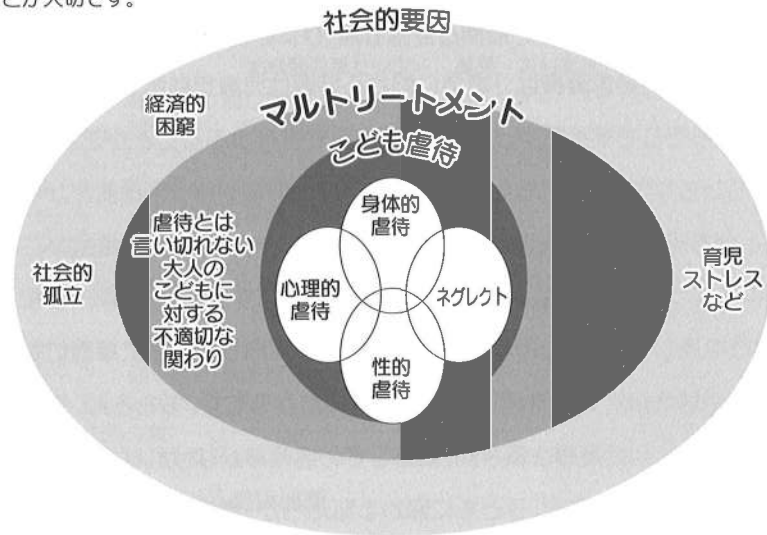 とが大切です。
社会的要因
経済的
困窮
マルトリートメント
こども虐待
身体的
虐待
虐待とは
言い切れない
大人の
こどもに
対する
不適切な
関わり
社会的
孤立
心理的
虐待
ネグレクト
性的
虐待
育児
ストレス
など